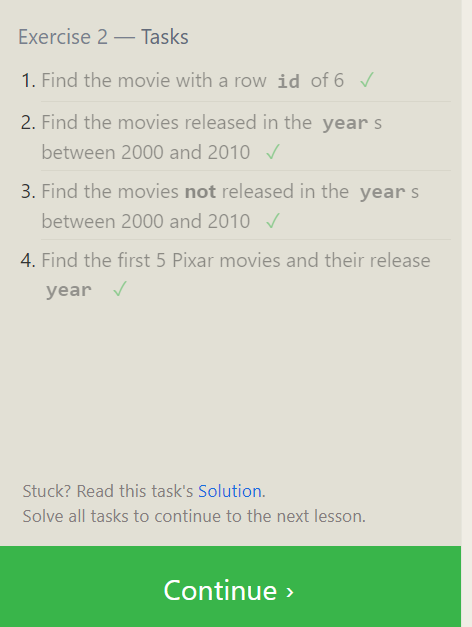 Exercise 2 — Tasks
1. Find the movie with a row id of 6 ✓
2. Find the movies released in the year s
between 2000 and 2010 ✓
3. Find the movies not released in the year s
between 2000 and 2010 ✓
4. Find the first 5 Pixar movies and their release
year ✓
Stuck? Read this task's Solution.
Solve all tasks to continue to the next lesson.
Continue ›